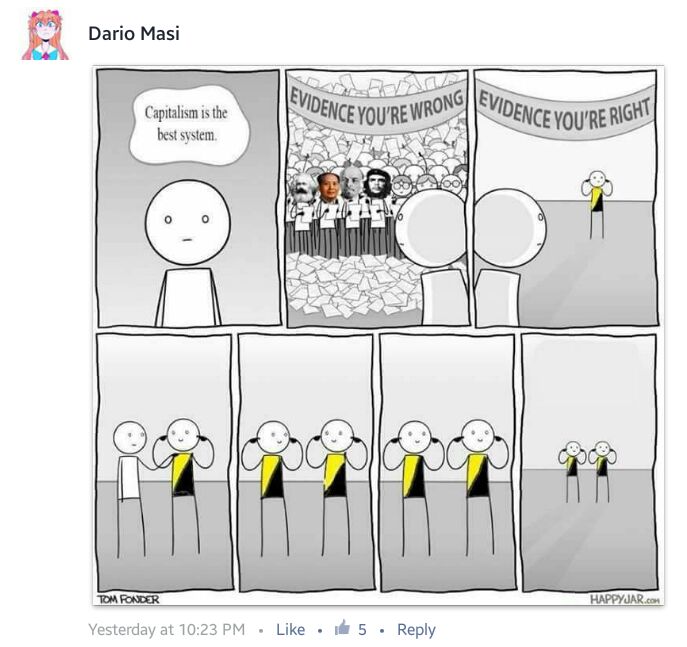 Dario Masi
Capitalism is the
best system.
EVIDENCE YOU'RE WRONG
EVIDENCE YOU'RE RIGHT
TOM FONDER
HAPPYJAR.COM
Yesterday at 10:23 PM • Like • 5 • Reply